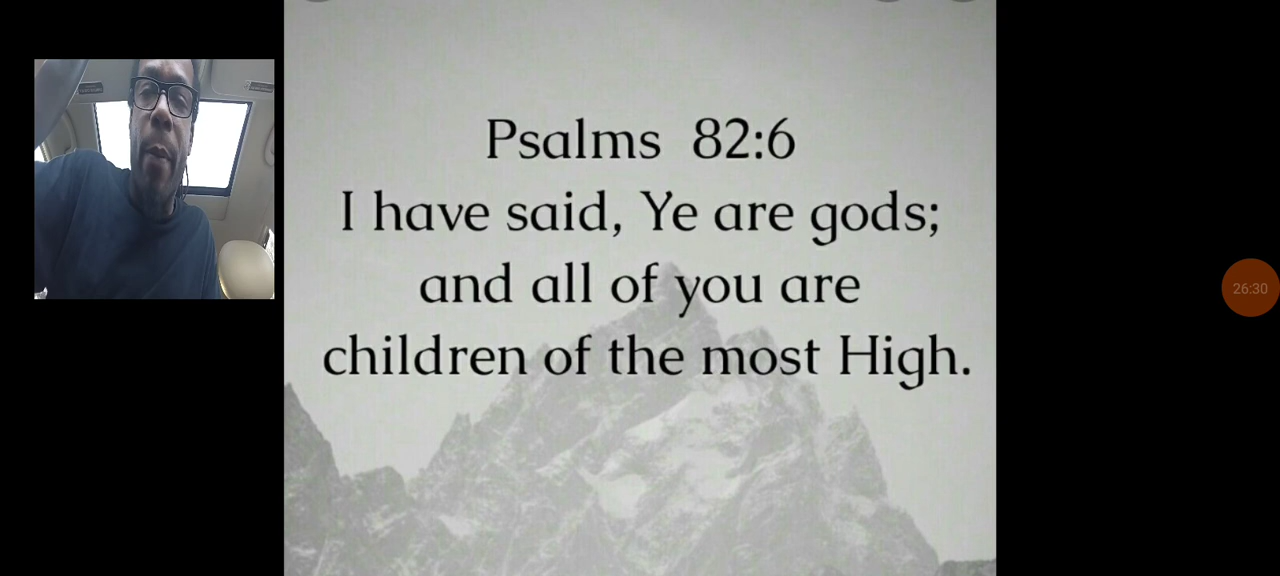 Psalms 82:6
I have said, Ye are gods;
and all of you are
children of the most High.
26:30